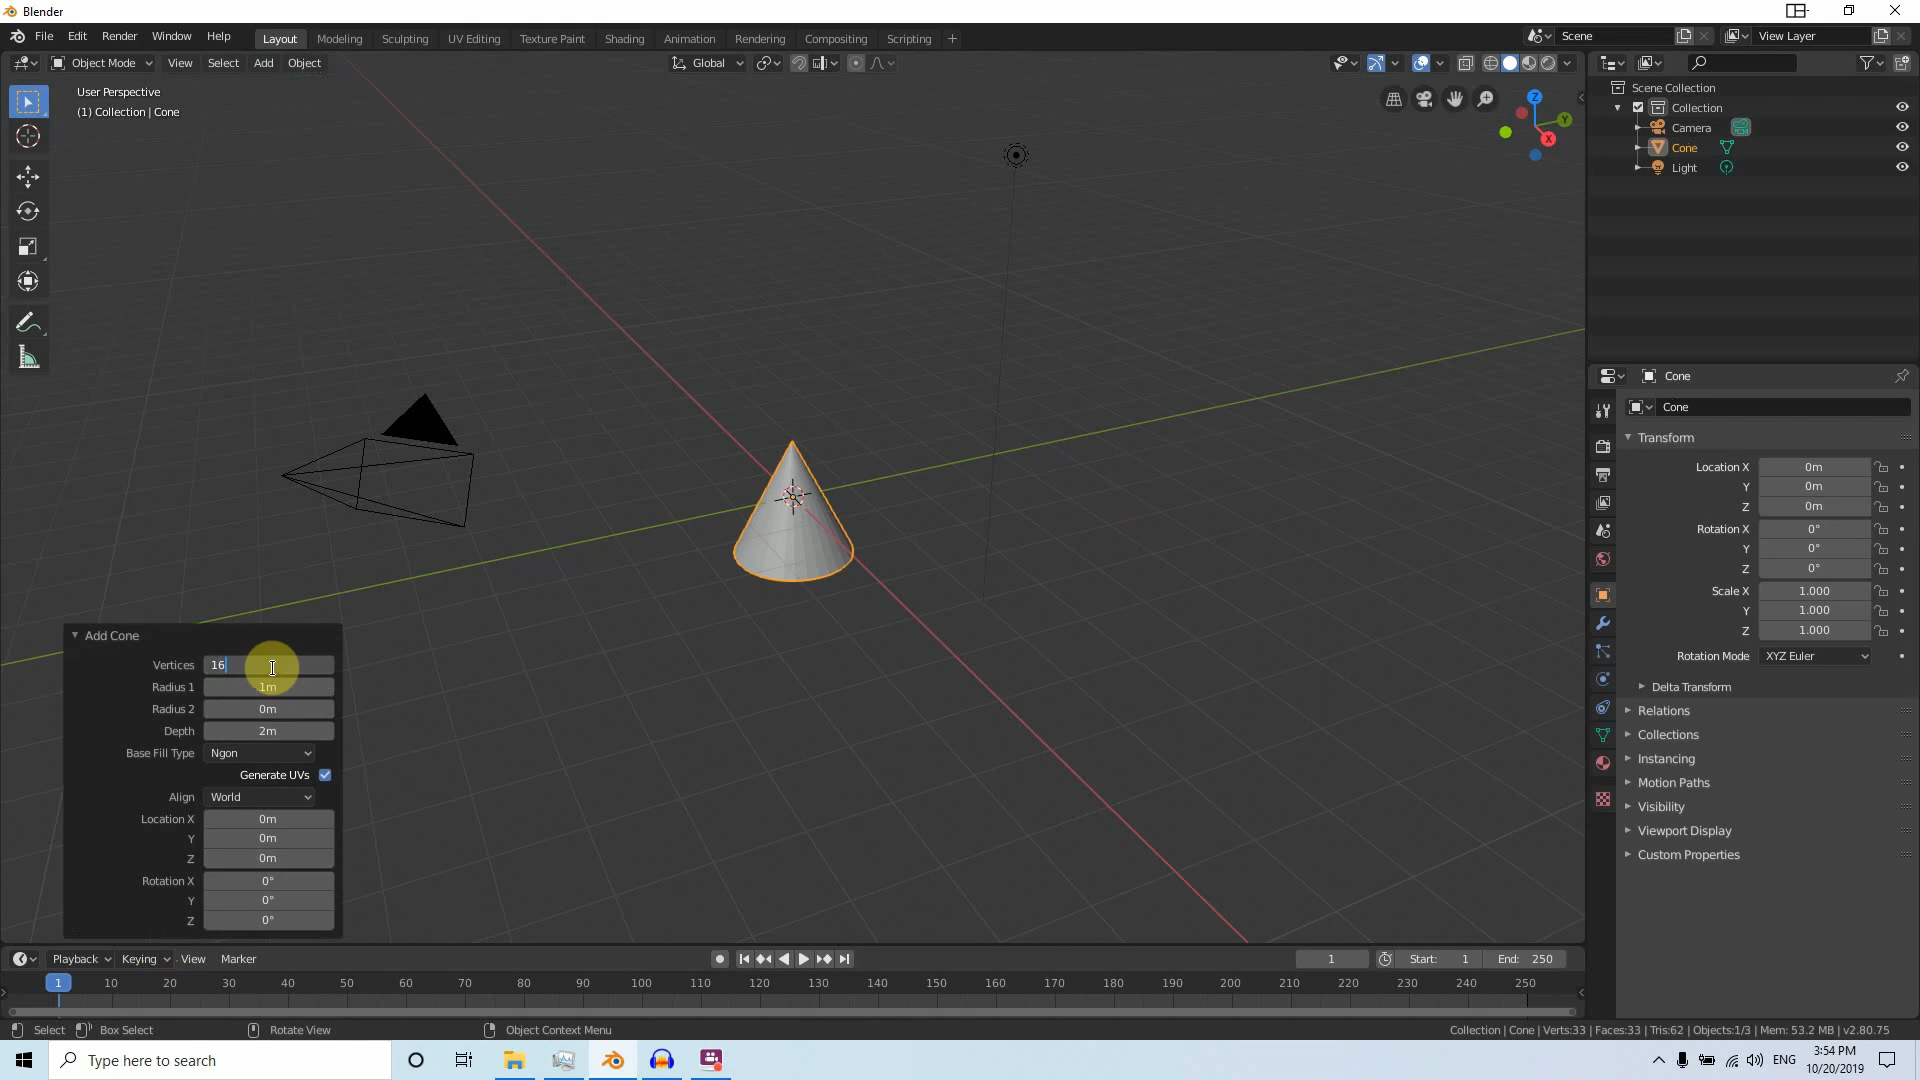 Blender
File Edit Render Window Help Layout Modeling Sculpting UV Editing Texture Paint Shading Animation Rendering Compositing Scripting + Scene View Layer
Object Mode View Select Add Object Global
User Perspective
(1) Collection | Cone
Z
Y
X
Scene Collection
Collection
Camera
Cone
Light
Cone
Cone
Transform
Location X 0m
Y 0m
Z 0m
Rotation X 0°
Y 0°
Z 0°
Scale X 1.000
Y 1.000
Z 1.000
Rotation Mode XYZ Euler
Delta Transform
Relations
Collections
Instancing
Motion Paths
Visibility
Viewport Display
Custom Properties
Add Cone
Vertices 16
Radius 1 1m
Radius 2 0m
Depth 2m
Base Fill Type Ngon
Generate UVs
Align World
Location X 0m
Y 0m
Z 0m
Rotation X 0°
Y 0°
Z 0°
Playback Keying View Marker 1 Start: 1 End: 250
1 10 20 30 40 50 60 70 80 90 100 110 120 130 140 150 160 170 180 190 200 210 220 230 240 250
Select Box Select Rotate View Object Context Menu Collection | Cone | Verts:33 | Faces:33 | Tris:62 | Objects:1/3 | Mem: 53.2 MB | v2.80.75
Type here to search ENG 3:54 PM
10/20/2019